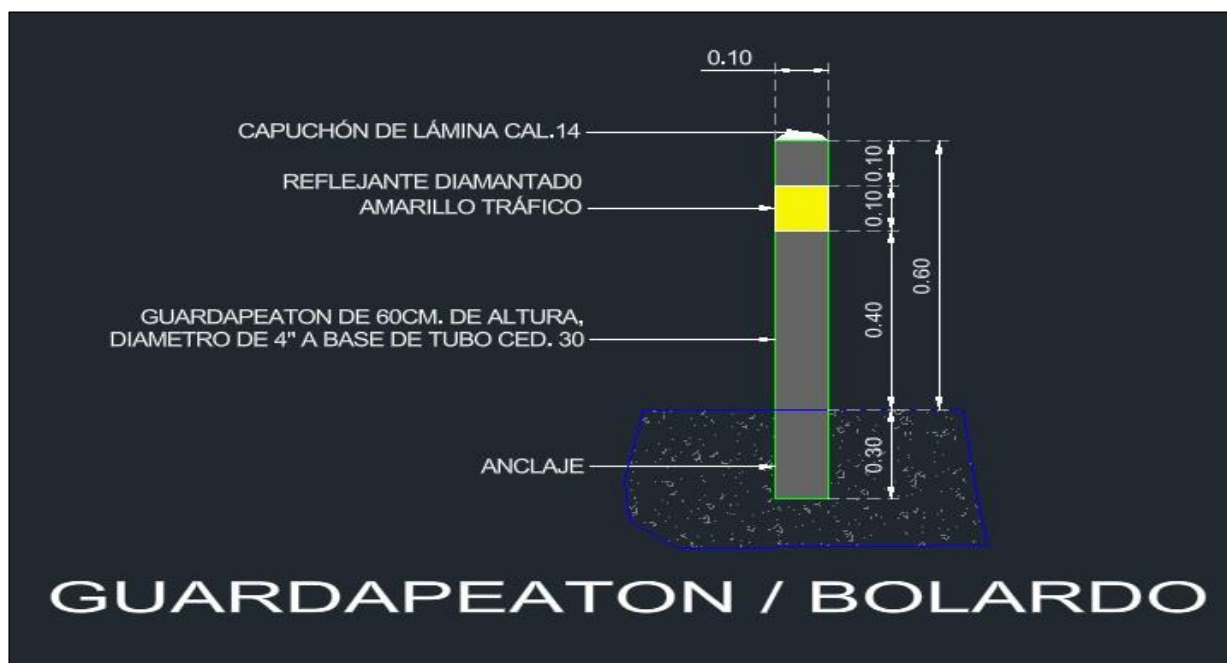 0.10
CAPUCHÓN DE LÁMINA CAL.14
0.10
REFLEJANTE DIAMANTAD0
AMARILLO TRÁFICO
0.10
0.60
GUARDAPEATON DE 60CM. DE ALTURA,
DIAMETRO DE 4" A BASE DE TUBO CED. 30
0.40
ANCLAJE
0.30
GUARDAPEATON / BOLARDO